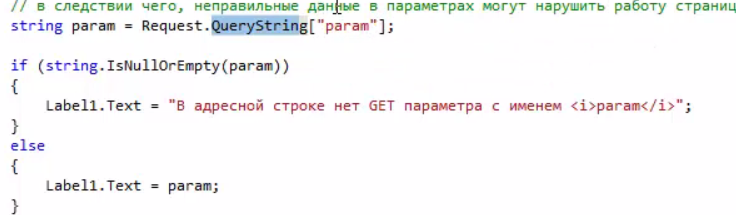 // в следствии чего, неправильные данные в параметрах могут нарушить работу страниц
string param = Request.QueryString["param"];
if (string.IsNullOrEmpty(param))
{
Label1.Text = "В адресной строке нет GET параметра с именем <i>param</i>";
}
else
{
Label1.Text = param;
}